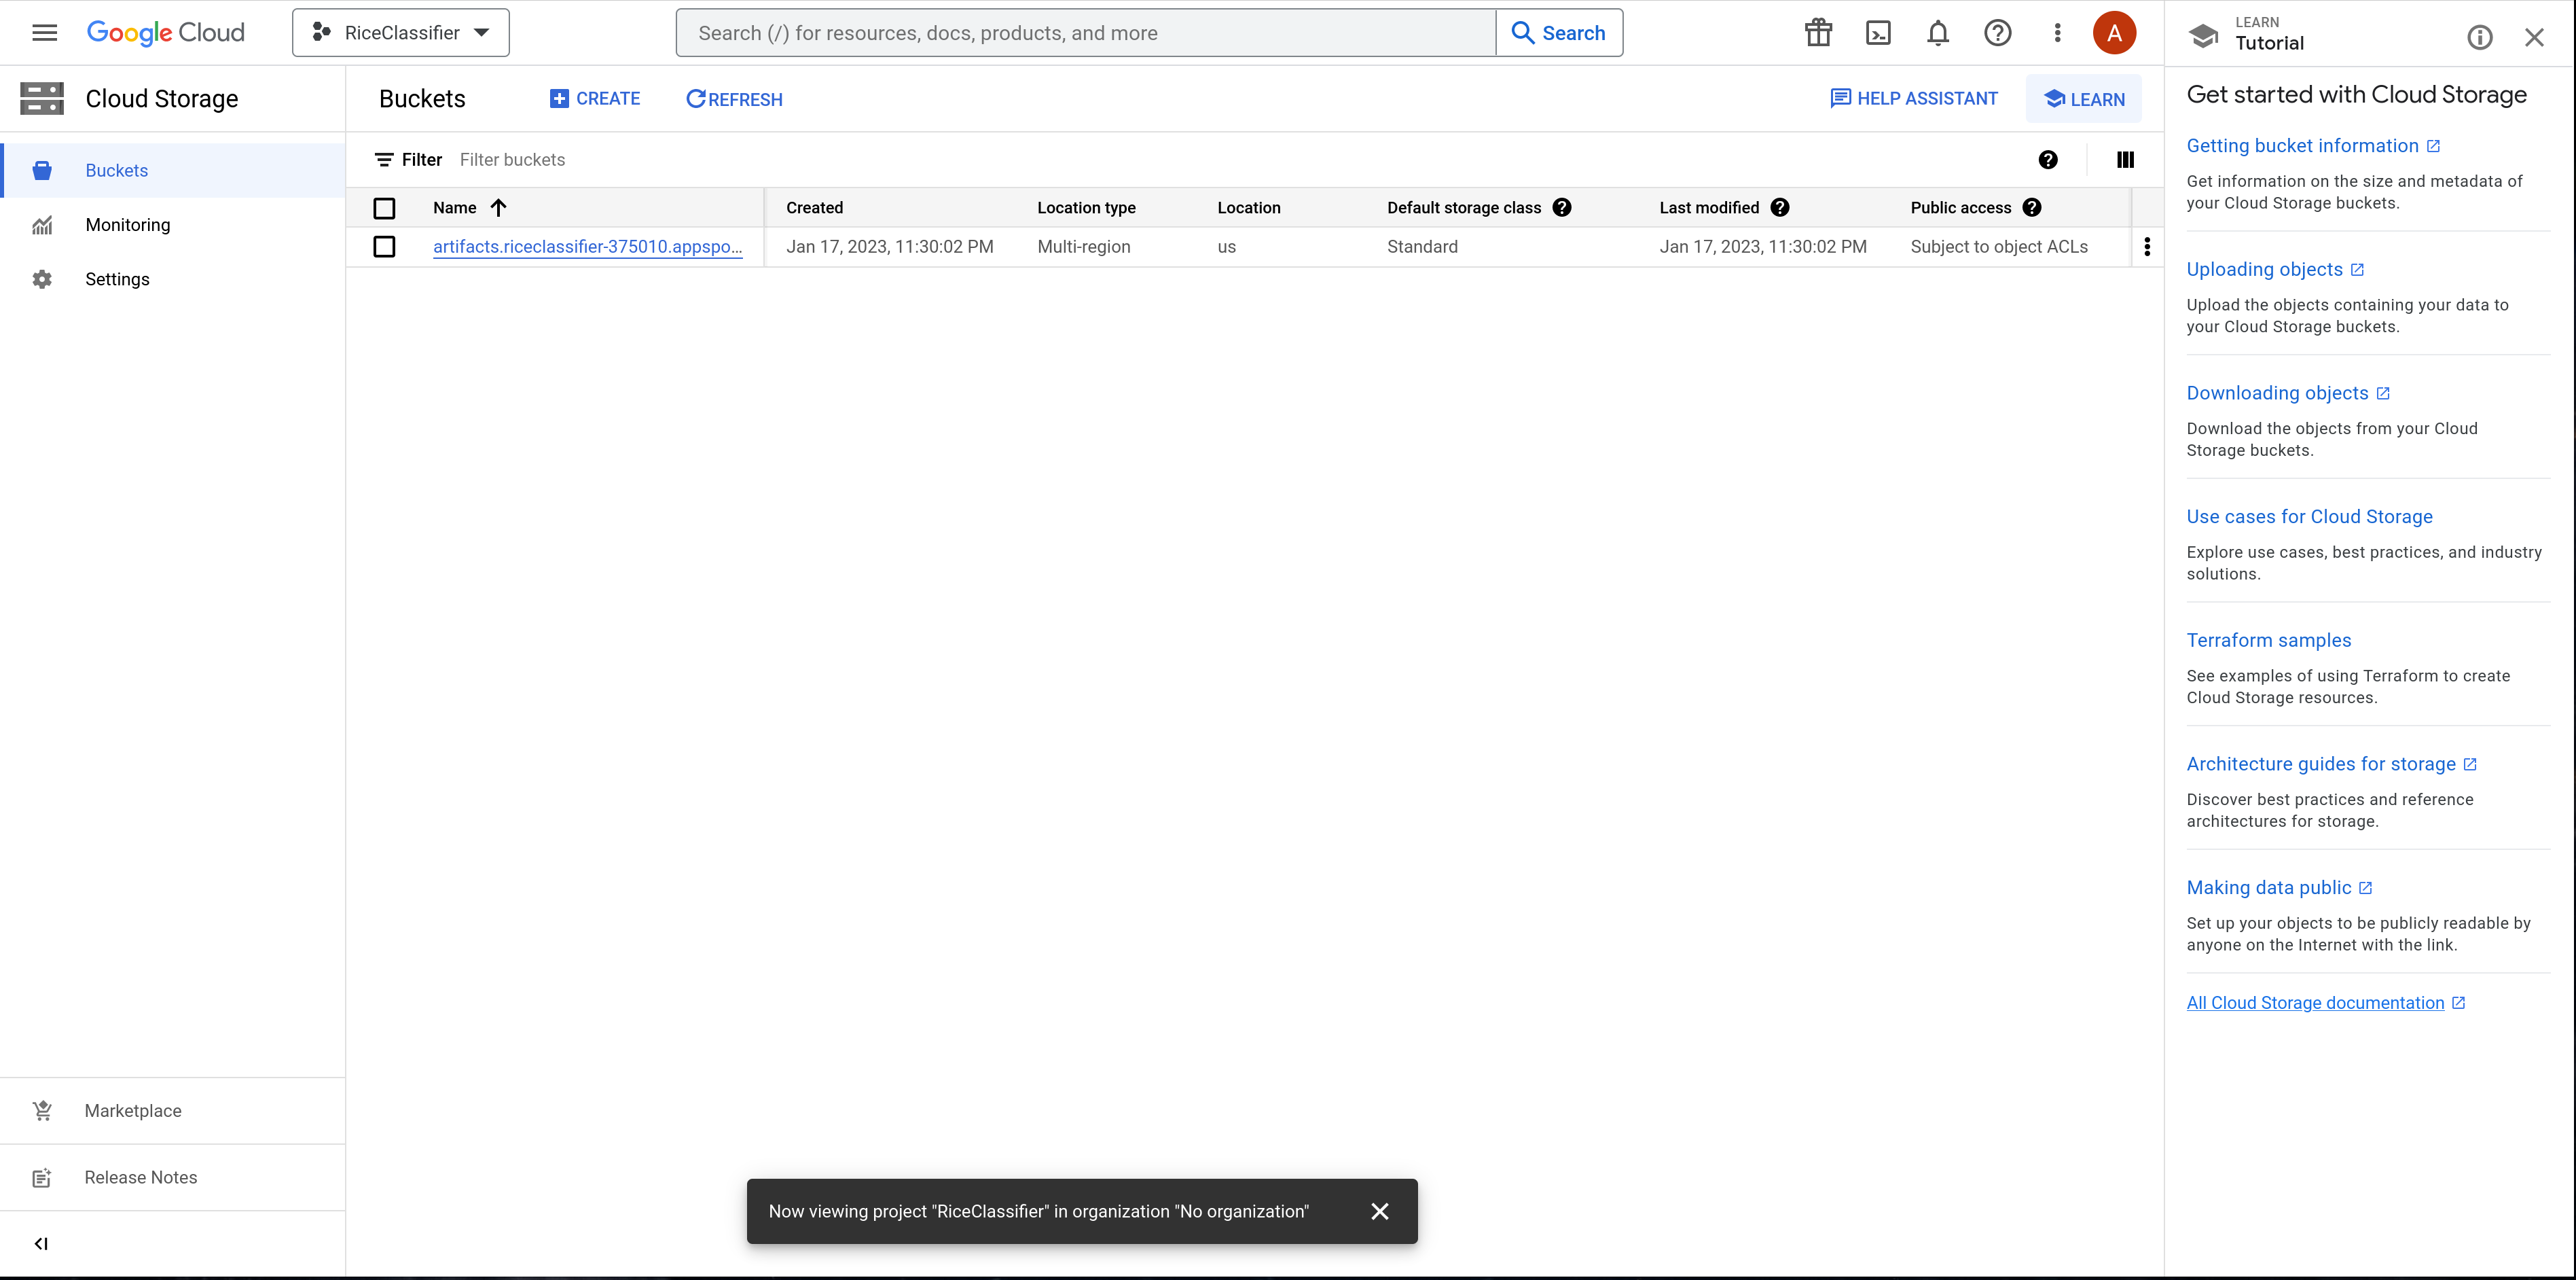 Google Cloud
RiceClassifier
Search (/) for resources, docs, products, and more
Search
A
LEARN
Tutorial
Cloud Storage
Buckets
Monitoring
Settings
Marketplace
Release Notes
Buckets
CREATE
REFRESH
HELP ASSISTANT
LEARN
Filter Filter buckets
Name Created Location type Location Default storage class Last modified Public access
artifacts.riceclassifier-375010.appspo... Jan 17, 2023, 11:30:02 PM Multi-region us Standard Jan 17, 2023, 11:30:02 PM Subject to object ACLs
Now viewing project "RiceClassifier" in organization "No organization"
Get started with Cloud Storage
Getting bucket information
Get information on the size and metadata of
your Cloud Storage buckets.
Uploading objects
Upload the objects containing your data to
your Cloud Storage buckets.
Downloading objects
Download the objects from your Cloud
Storage buckets.
Use cases for Cloud Storage
Explore use cases, best practices, and industry
solutions.
Terraform samples
See examples of using Terraform to create
Cloud Storage resources.
Architecture guides for storage
Discover best practices and reference
architectures for storage.
Making data public
Set up your objects to be publicly readable by
anyone on the Internet with the link.
All Cloud Storage documentation